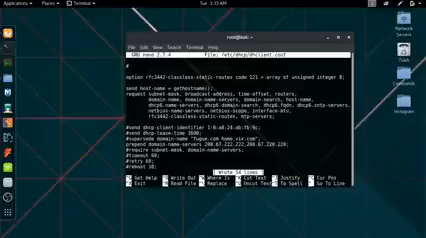 Applications
Places
Terminal
Tue 1:33 AM
Network
Servers
Trash
Compounds
Instagram
root@kali: ~
File Edit View Search Terminal Help
GNU nano 2.7.4 File: /etc/dhcp/dhclient.conf
#
option rfc3442-classless-static-routes code 121 = array of unsigned integer 8;
send host-name = gethostname();
request subnet-mask, broadcast-address, time-offset, routers,
domain-name, domain-name-servers, domain-search, host-name,
dhcp6.name-servers, dhcp6.domain-search, dhcp6.fqdn, dhcp6.sntp-servers,
netbios-name-servers, netbios-scope, interface-mtu,
rfc3442-classless-static-routes, ntp-servers;
#send dhcp-client-identifier
#send dhcp-lease-time 3600;
#supersede domain-name "fugue.com home.vix.com";
prepend domain-name-servers 208.67.222.222,208.67.220.220;
#require subnet-mask, domain-name-servers;
#timeout 60;
#retry 60;
#reboot 10;
[ Wrote 54 lines ]
^G Get Help ^O Write Out ^W Where Is ^K Cut Text ^J Justify ^C Cur Pos
^X Exit ^R Read File ^\ Replace ^U Uncut Text ^T To Spell ^_ Go To Line